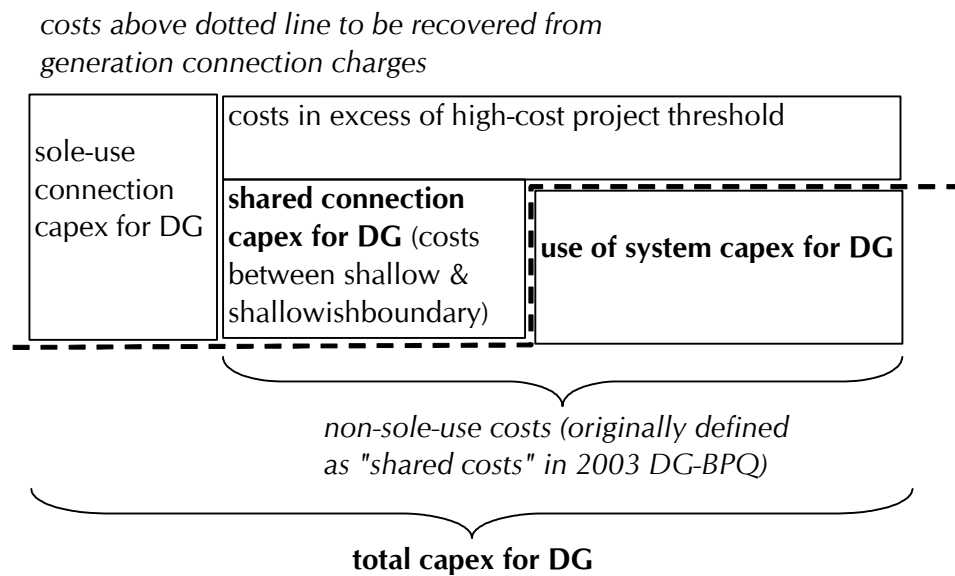 costs above dotted line to be recovered from
generation connection charges
costs in excess of high-cost project threshold
sole-use
connection
capex for DG
shared connection
capex for DG (costs
between shallow &
shallowishboundary)
use of system capex for DG
non-sole-use costs (originally defined
as "shared costs" in 2003 DG-BPQ)
total capex for DG